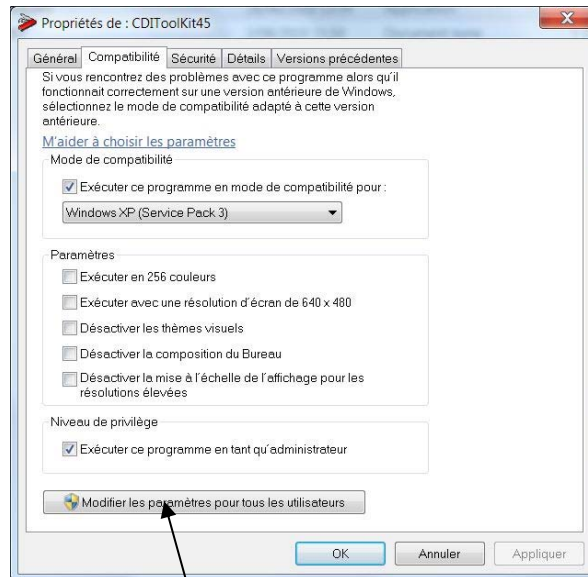 Propriétés de : CDIToolKit45
Général Compatibilité Sécurité Détails Versions précédentes
Si vous rencontrez des problèmes avec ce programme alors qu'il
fonctionnait correctement sur une version antérieure de Windows,
sélectionnez le mode de compatibilité adapté à cette version
antérieure.
M'aider à choisir les paramètres
Mode de compatibilité
Exécuter ce programme en mode de compatibilité pour :
Windows XP (Service Pack 3)
Paramètres
Exécuter en 256 couleurs
Exécuter avec une résolution d'écran de 640 x 480
Désactiver les thèmes visuels
Désactiver la composition du Bureau
Désactiver la mise à l'échelle de l'affichage pour les
résolutions élevées
Niveau de privilège
Exécuter ce programme en tant qu'administrateur
Modifier les paramètres pour tous les utilisateurs
OK Annuler Appliquer